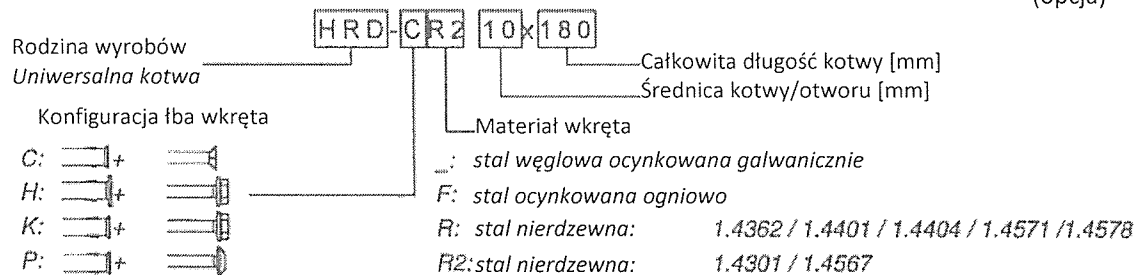 (opcja)
HRD-CR2 10x180
Rodzina wyrobów
Uniwersalna kotwa
Całkowita długość kotwy [mm]
Średnica kotwy/otworu [mm]
Konfiguracja łba wkręta
Materiał wkręta
C: +
_: stal węglowa ocynkowana galwanicznie
H: +
F: stal ocynkowana ogniowo
K: +
R: stal nierdzewna: 1.4362 / 1.4401 / 1.4404 / 1.4571 /1.4578
P: +
R2: stal nierdzewna: 1.4301 / 1.4567